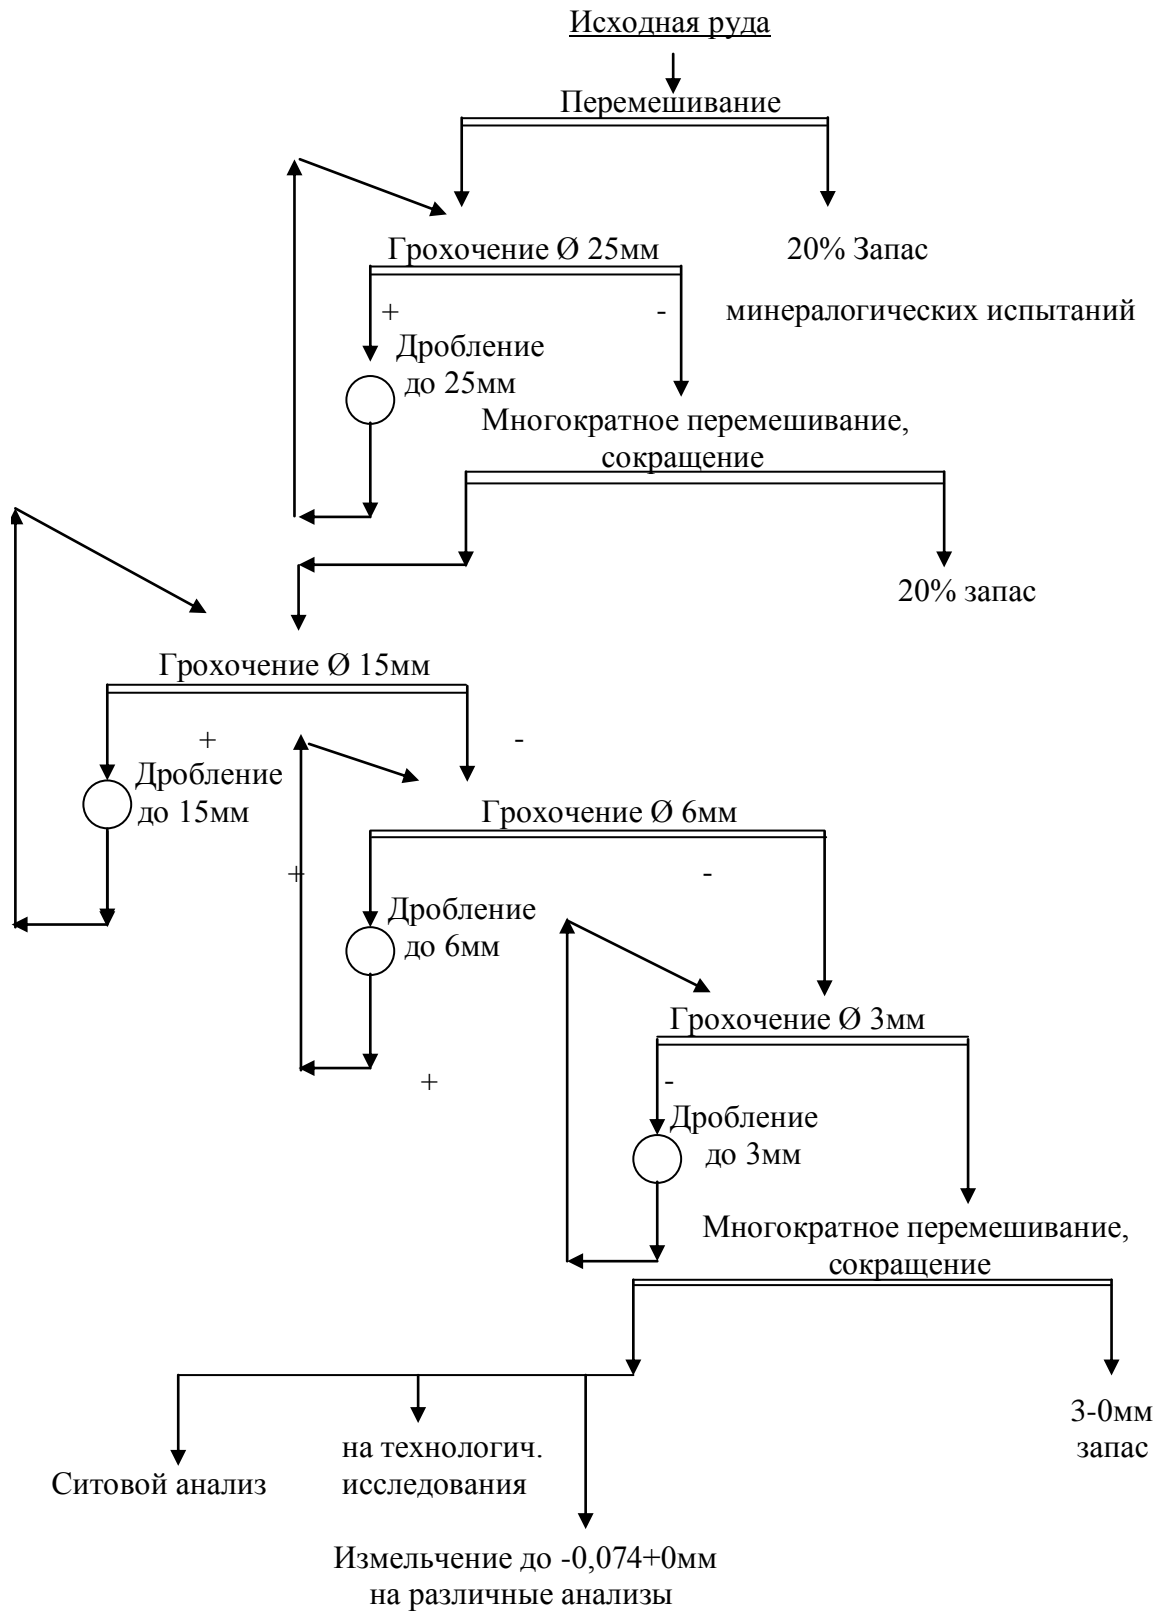 Исходная руда
Перемешивание
Грохочение Ø 25мм
20% Запас
+
-
минералогических испытаний
Дробление
до 25мм
Многократное перемешивание,
сокращение
20% запас
Грохочение Ø 15мм
+
-
Дробление
до 15мм
Грохочение Ø 6мм
+
-
Дробление
до 6мм
Грохочение Ø 3мм
+
-
Дробление
до 3мм
Многократное перемешивание,
сокращение
3-0мм
запас
на технологич.
исследования
Ситовой анализ
Измельчение до -0,074+0мм
на различные анализы